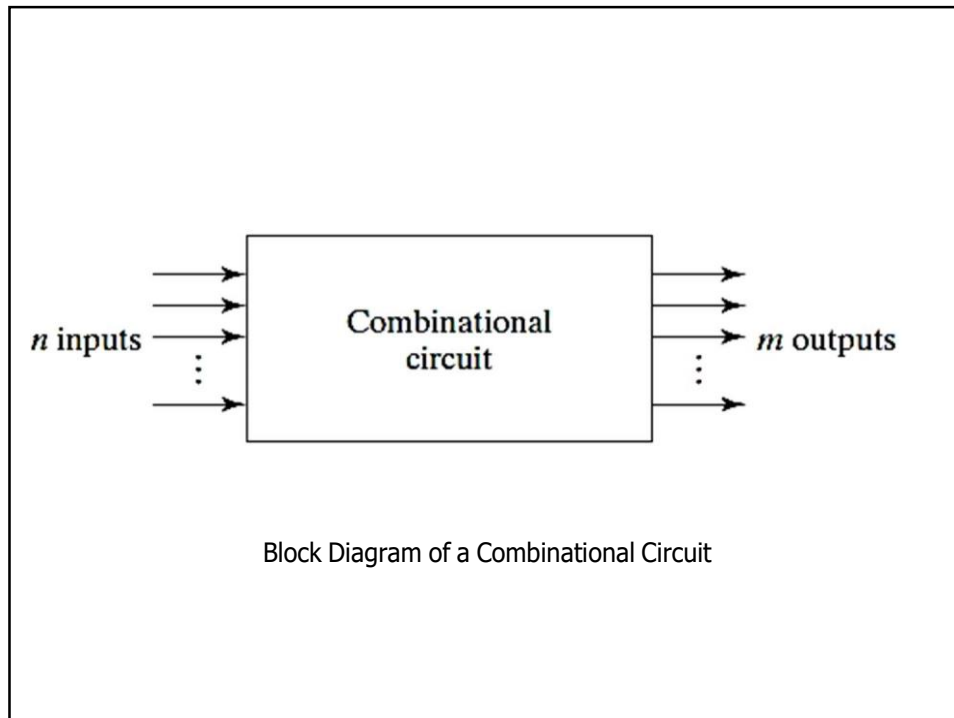 n inputs
Combinational
circuit
m outputs
Block Diagram of a Combinational Circuit